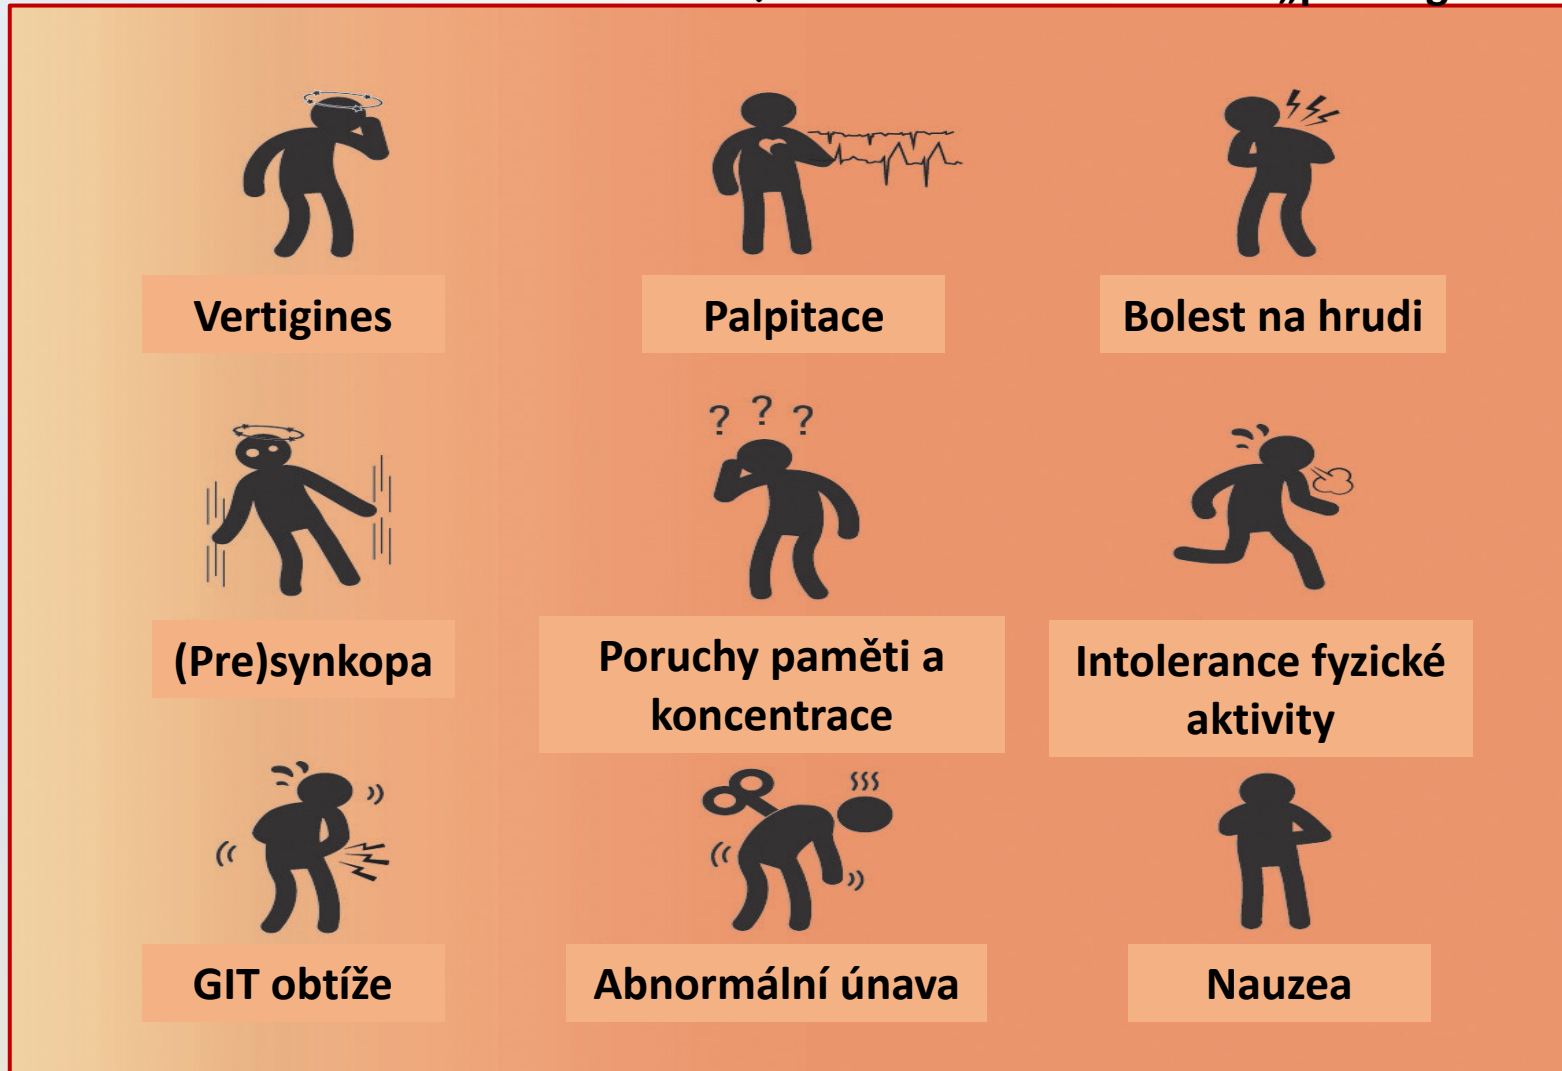 Vertigines
Palpitace
Bolest na hrudi
? ? ?
(Pre)synkopa
Poruchy paměti a
koncentrace
Intolerance fyzické
aktivity
GIT obtíže
Abnormální únava
Nauzea